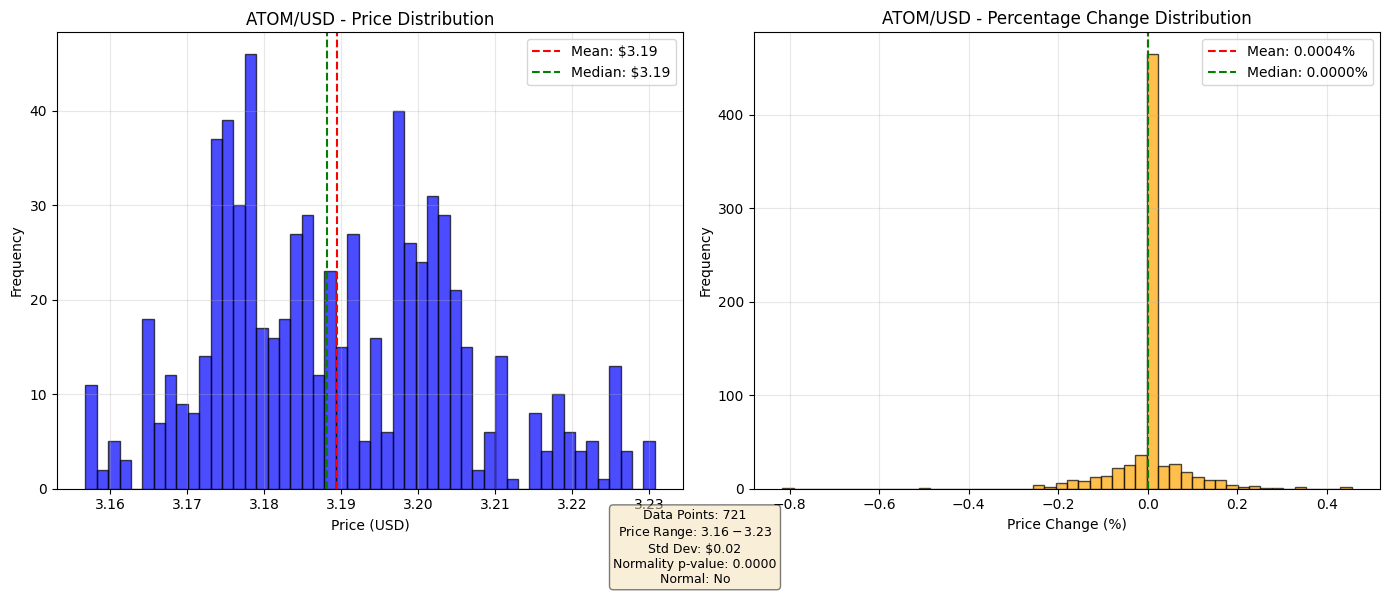 ATOM/USD - Price Distribution
Mean: $3.19
Median: $3.19
Frequency
40
30
20
10
0
3.16 3.17 3.18 3.19 3.20 3.21 3.22 3.23
Price (USD)
ATOM/USD - Percentage Change Distribution
Mean: 0.0004%
Median: 0.0000%
Frequency
400
300
200
100
0
−0.8 −0.6 −0.4 −0.2 0.0 0.2 0.4
Price Change (%)
Data Points: 721
Price Range: 3.16 − 3.23
Std Dev: $0.02
Normality p-value: 0.0000
Normal: No